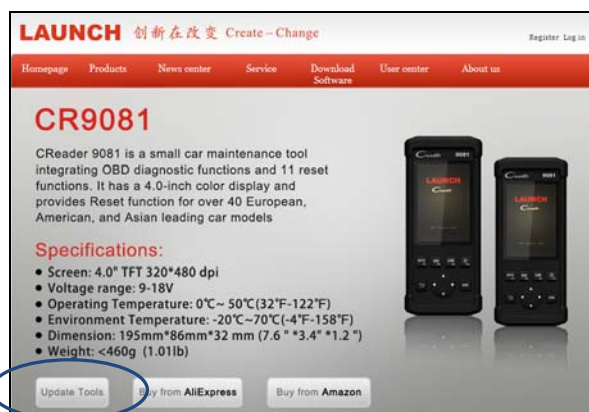 LAUNCH 创新在改变 Create – Change
Register Log in
Homepage Products News center Service Download Software User center About us
CR9081
CReader 9081 is a small car maintenance tool
integrating OBD diagnostic functions and 11 reset
functions. It has a 4.0-inch color display and
provides Reset function for over 40 European,
American, and Asian leading car models
Specifications:
● Screen: 4.0" TFT 320*480 dpi
● Voltage range: 9-18V
● Operating Temperature: 0℃~ 50℃(32℉-122℉)
● Environment Temperature: -20℃~70℃(-4℉-158℉)
● Dimension: 195mm*86mm*32 mm (7.6 " *3.4" *1.2 ")
● Weight: <460g (1.01lb)
Update Tools Buy from AliExpress Buy from Amazon
CReader 9081
LAUNCH
CReader 9081
LAUNCH